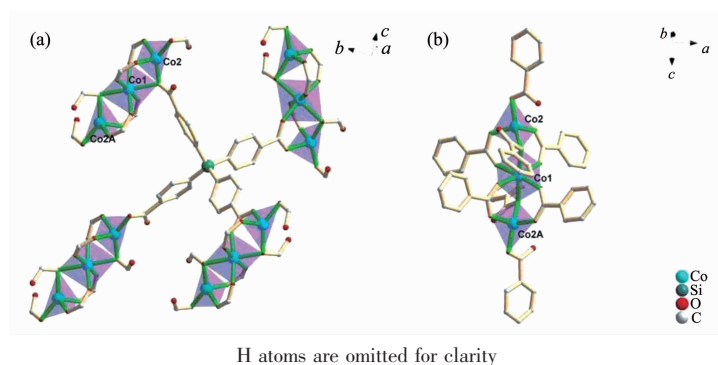 (a)
Co2
Co1
Co2A
c
b
a
(b)
b
a
c
Co2
Co1
Co2A
Co
Si
O
C
H atoms are omitted for clarity